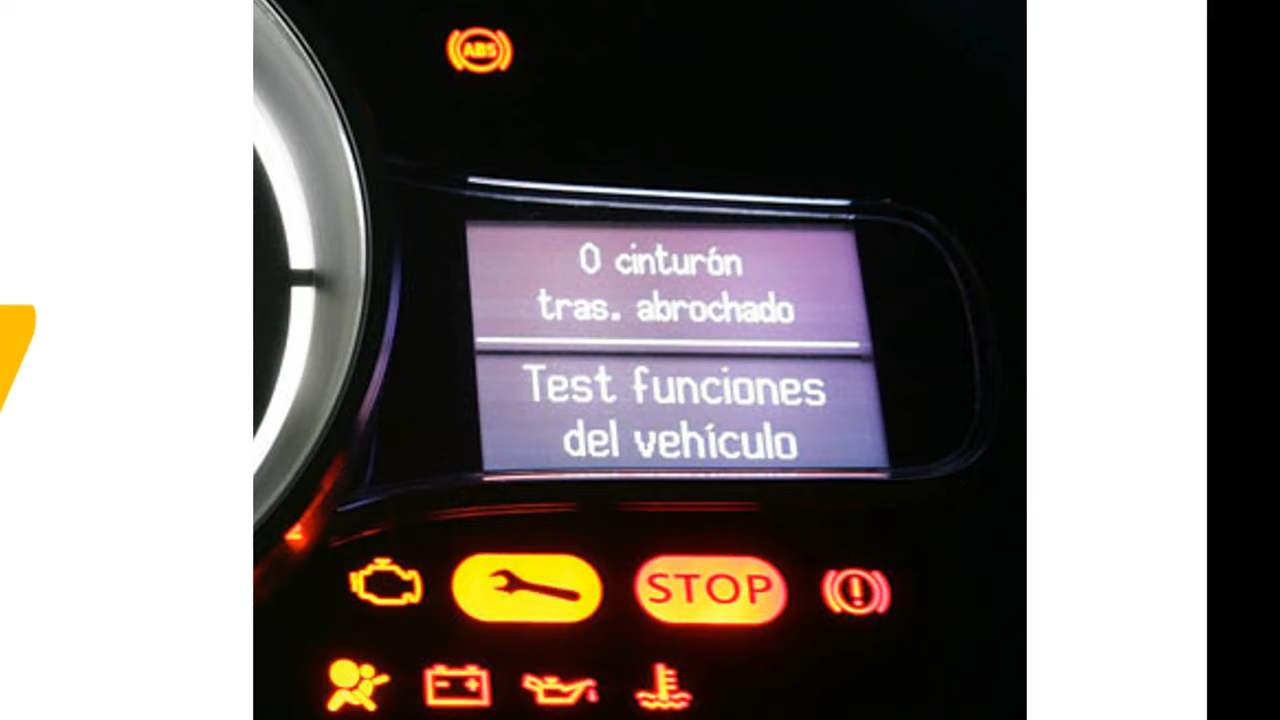 ABS
0 cinturón
tras. abrochado
Test funciones
del vehículo
STOP